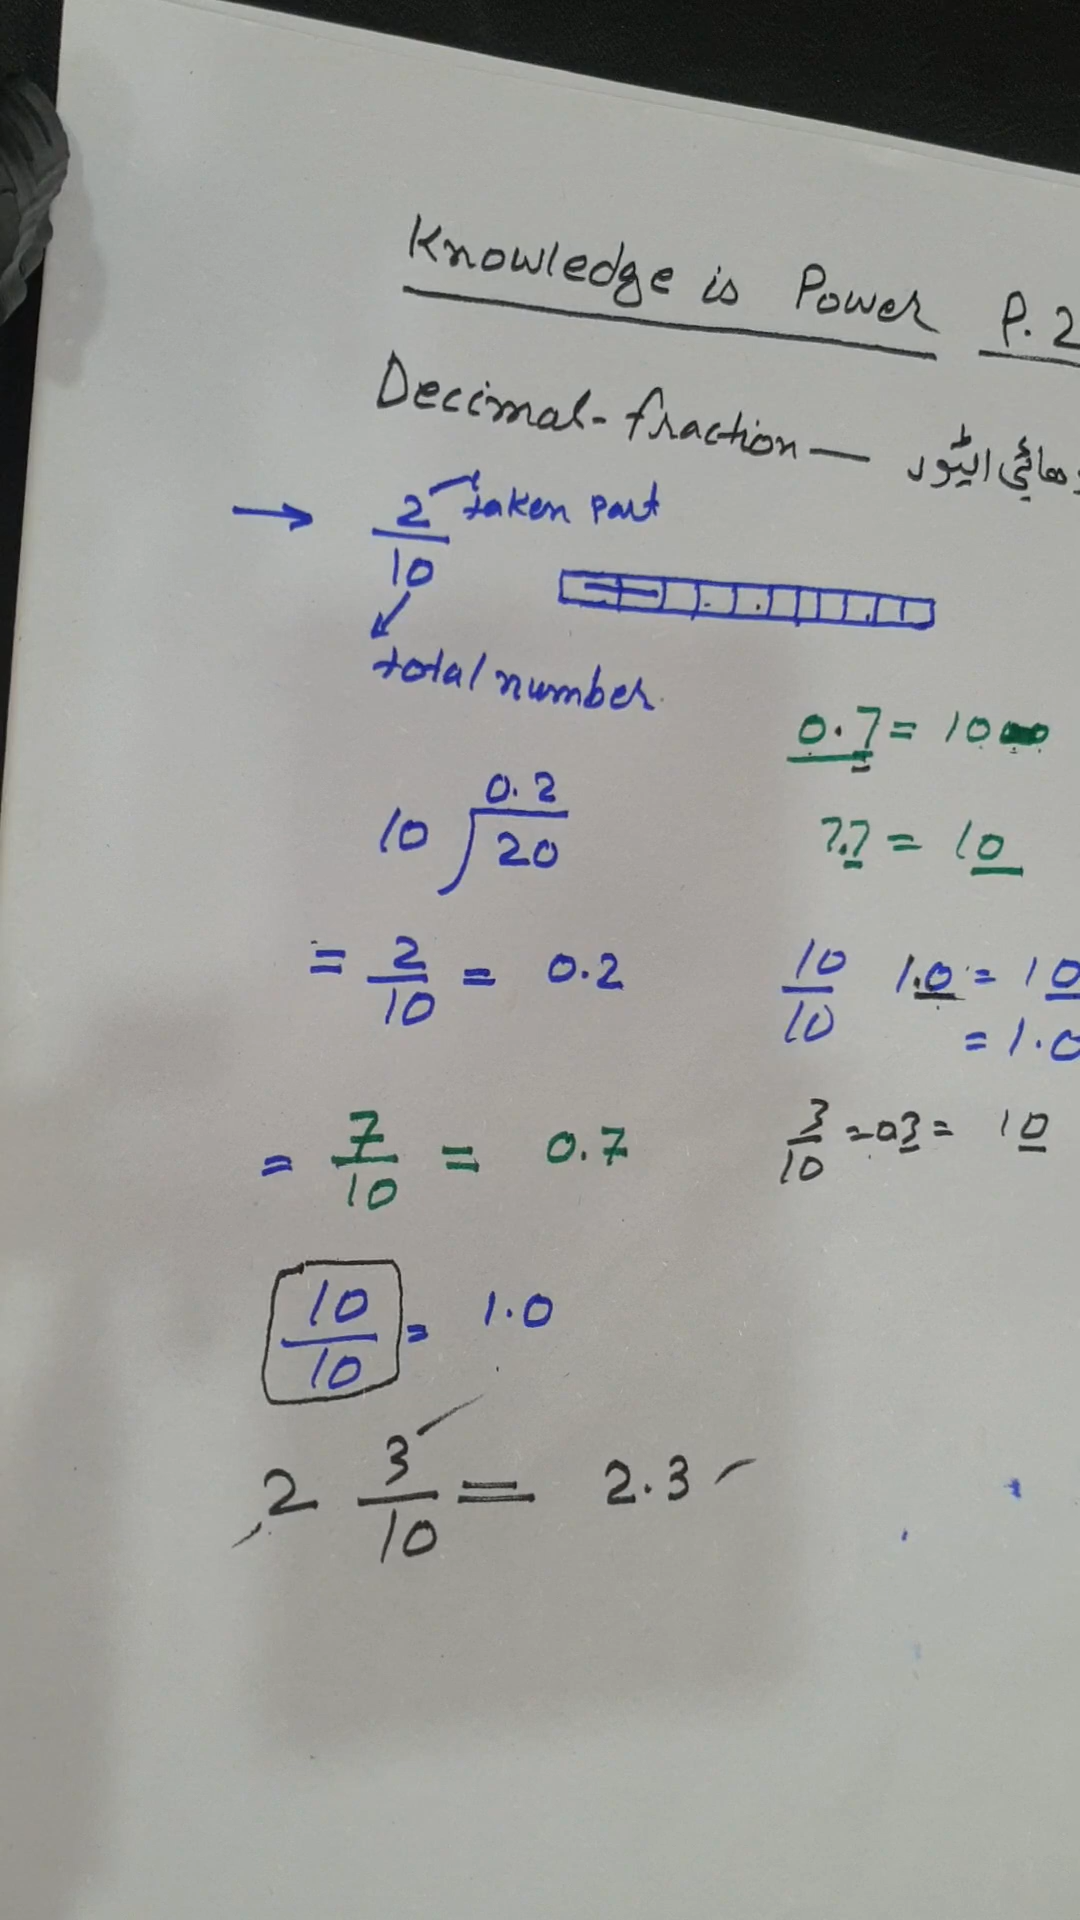 Knowledge is Power P. 2
Decimal-fraction —
→ 2/10 taken part
total number.
0.7 = 10
0.2
10 20
7.7 = 10
= 2/10 = 0.2
10/10 1.0 = 10
= 1.0
= 7/10 = 0.7
3/10 = 03 = 10
10/10 = 1.0
2 3/10 = 2.3